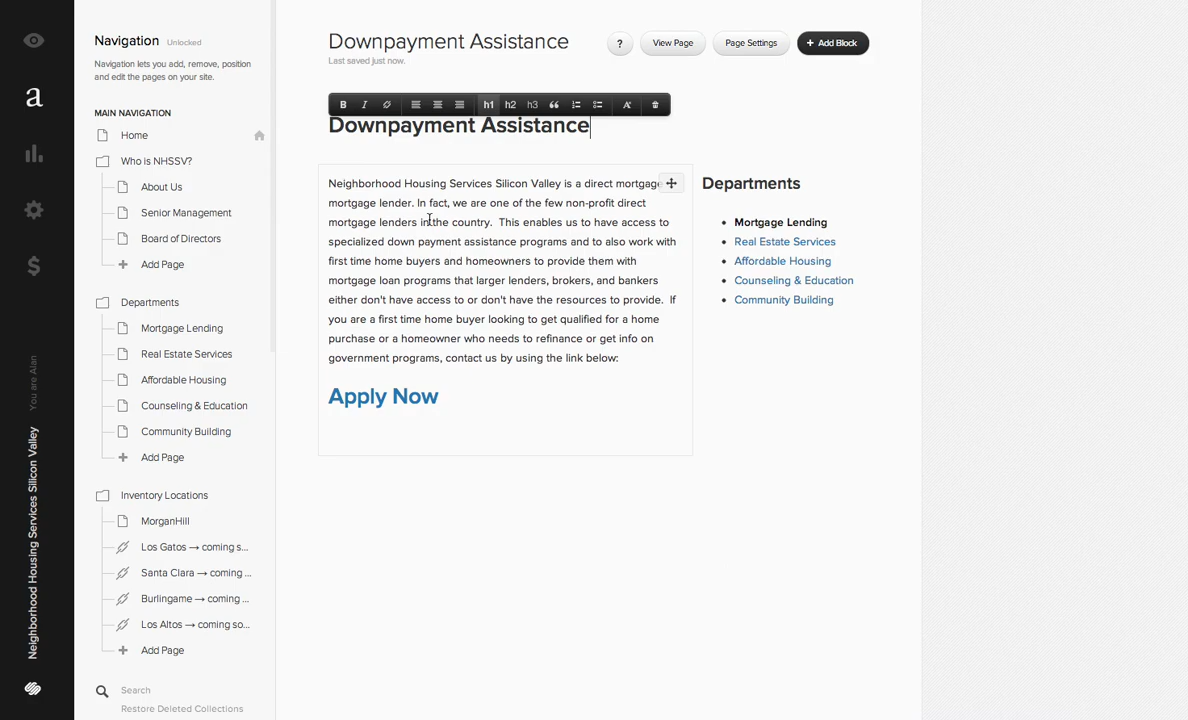 Navigation Unlocked
Navigation lets you add, remove, position
and edit the pages on your site.
MAIN NAVIGATION
Home
Who is NHSSV?
About Us
Senior Management
Board of Directors
Add Page
Departments
Mortgage Lending
Real Estate Services
Affordable Housing
Counseling & Education
Community Building
Add Page
Inventory Locations
MorganHill
Los Gatos → coming s...
Santa Clara → coming ...
Burlingame → coming ...
Los Altos → coming so...
Add Page
Search
Restore Deleted Collections
a
$
You are Alan
Neighborhood Housing Services Silicon Valley
Downpayment Assistance
Last saved just now.
?
View Page
Page Settings
+ Add Block
B I h1 h2 h3 A
Downpayment Assistance
Neighborhood Housing Services Silicon Valley is a direct mortgage
mortgage lender. In fact, we are one of the few non-profit direct
mortgage lenders in the country.  This enables us to have access to
specialized down payment assistance programs and to also work with
first time home buyers and homeowners to provide them with
mortgage loan programs that larger lenders, brokers, and bankers
either don't have access to or don't have the resources to provide.  If
you are a first time home buyer looking to get qualified for a home
purchase or a homeowner who needs to refinance or get info on
government programs, contact us by using the link below:
Apply Now
Departments
Mortgage Lending
Real Estate Services
Affordable Housing
Counseling & Education
Community Building